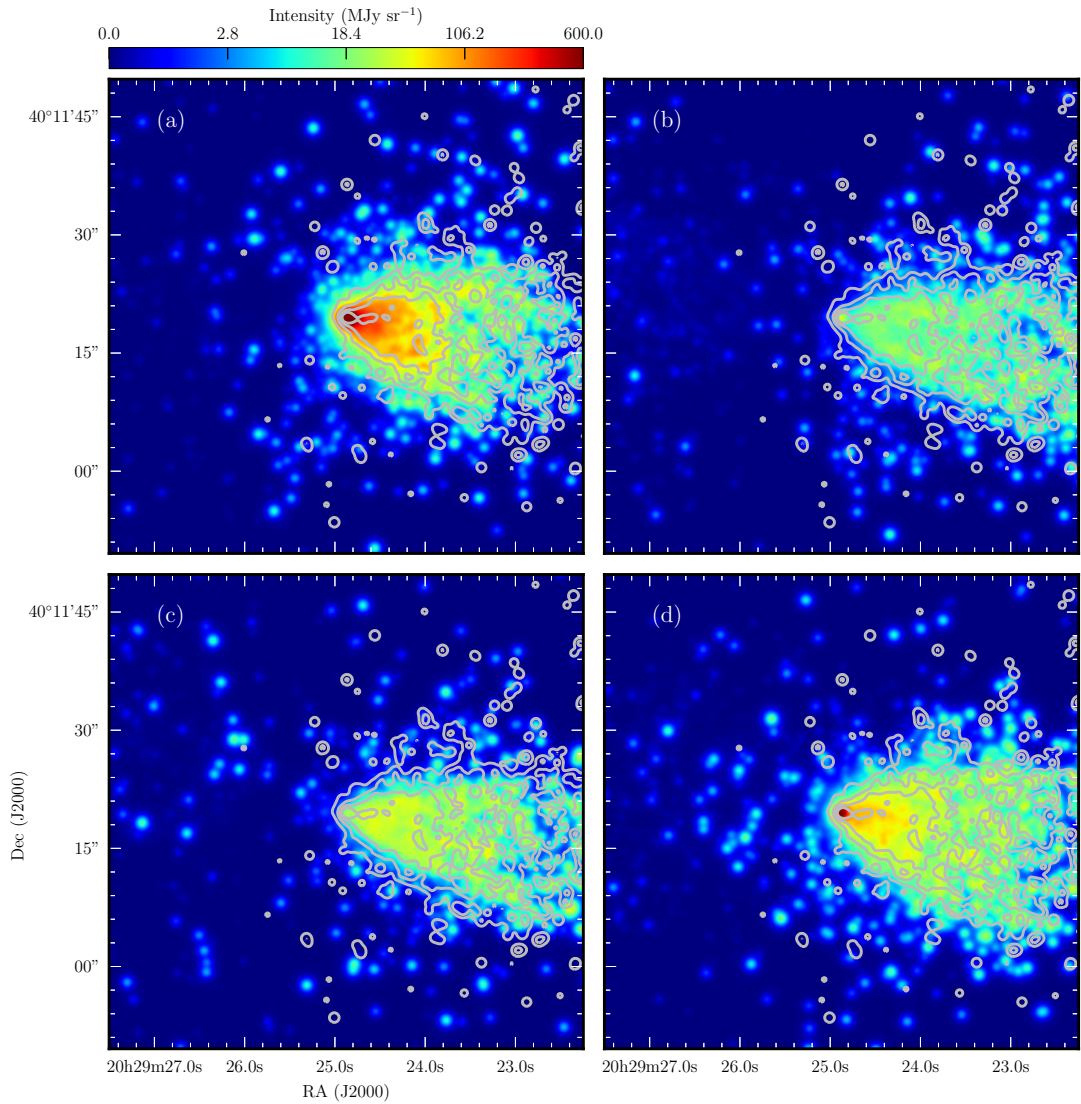 Intensity (MJy sr⁻¹)
0.0 2.8 18.4 106.2 600.0
(a) (b)
40°11'45"
30"
15"
00"
(c) (d)
40°11'45"
30"
15"
00"
Dec (J2000)
20h29m27.0s 26.0s 25.0s 24.0s 23.0s 20h29m27.0s 26.0s 25.0s 24.0s 23.0s
RA (J2000)